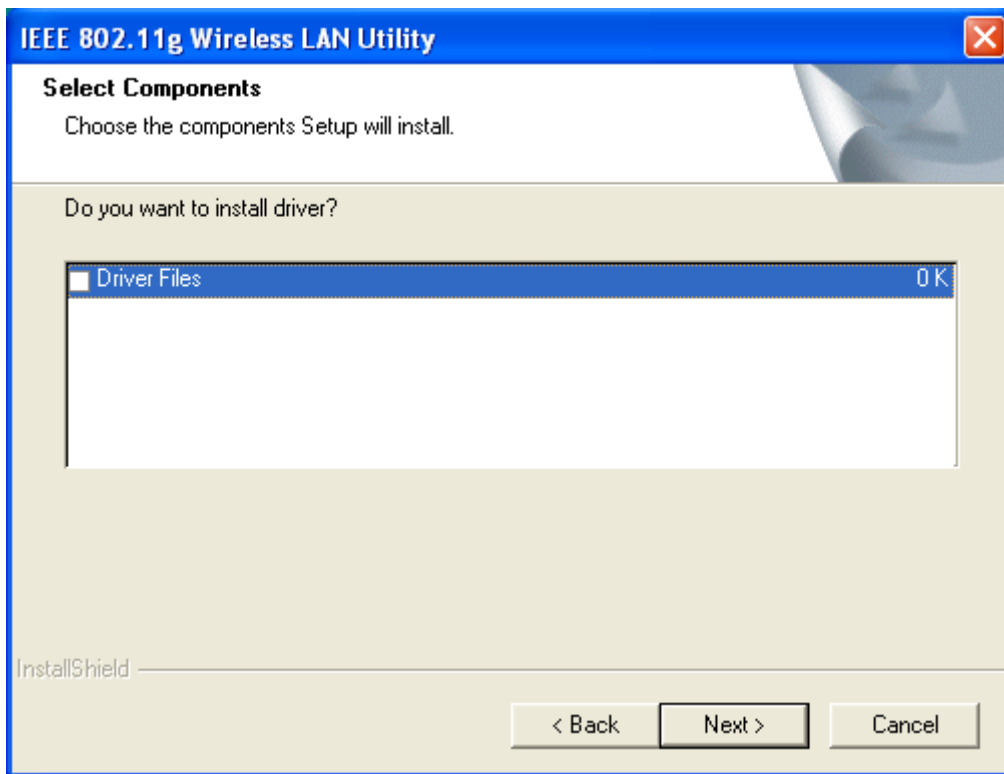 IEEE 802.11g Wireless LAN Utility
Select Components
Choose the components Setup will install.
Do you want to install driver?
Driver Files 0 K
InstallShield
< Back Next > Cancel